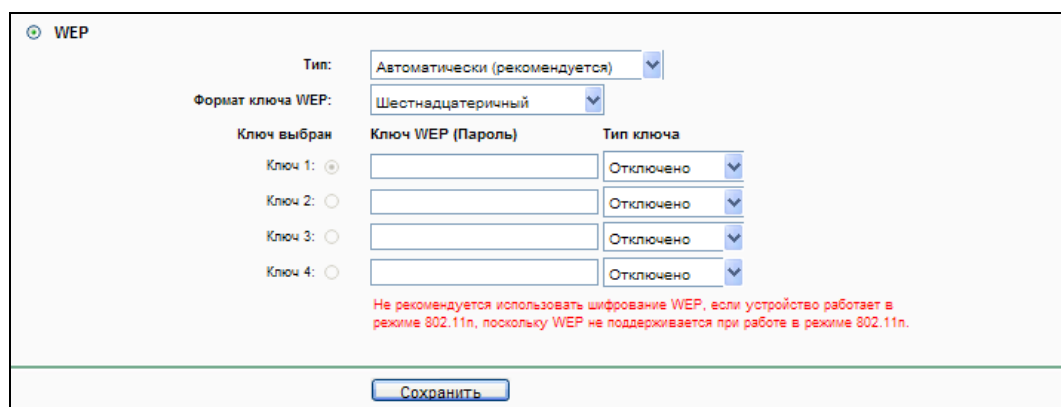 WEP
Тип: Автоматически (рекомендуется)
Формат ключа WEP: Шестнадцатеричный
Ключ выбран Ключ WEP (Пароль) Тип ключа
Ключ 1: Отключено
Ключ 2: Отключено
Ключ 3: Отключено
Ключ 4: Отключено
Не рекомендуется использовать шифрование WEP, если устройство работает в
режиме 802.11n, поскольку WEP не поддерживается при работе в режиме 802.11n.
Сохранить